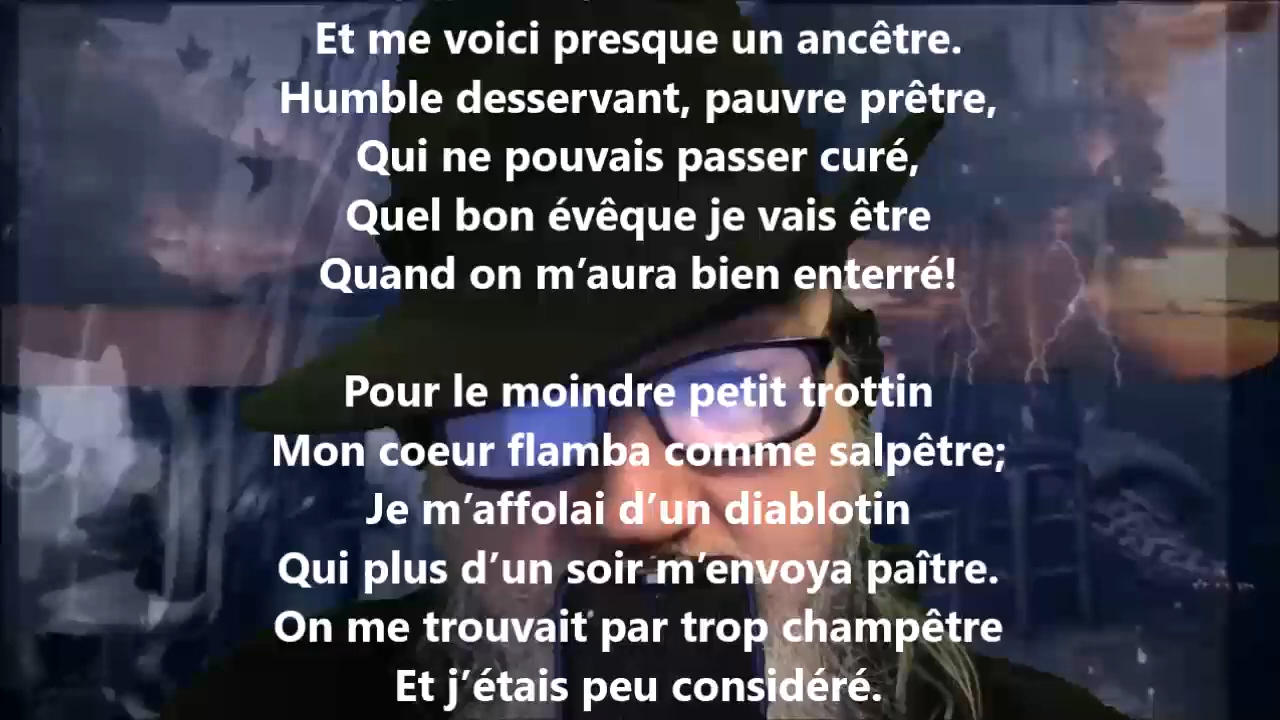 Et me voici presque un ancêtre.
Humble desservant, pauvre prêtre,
Qui ne pouvais passer curé,
Quel bon évêque je vais être
Quand on m’aura bien enterré!
Pour le moindre petit trottin
Mon coeur flamba comme salpêtre;
Je m’affolai d’un diablotin
Qui plus d’un soir m’envoya paître.
On me trouvait par trop champêtre
Et j’étais peu considéré.